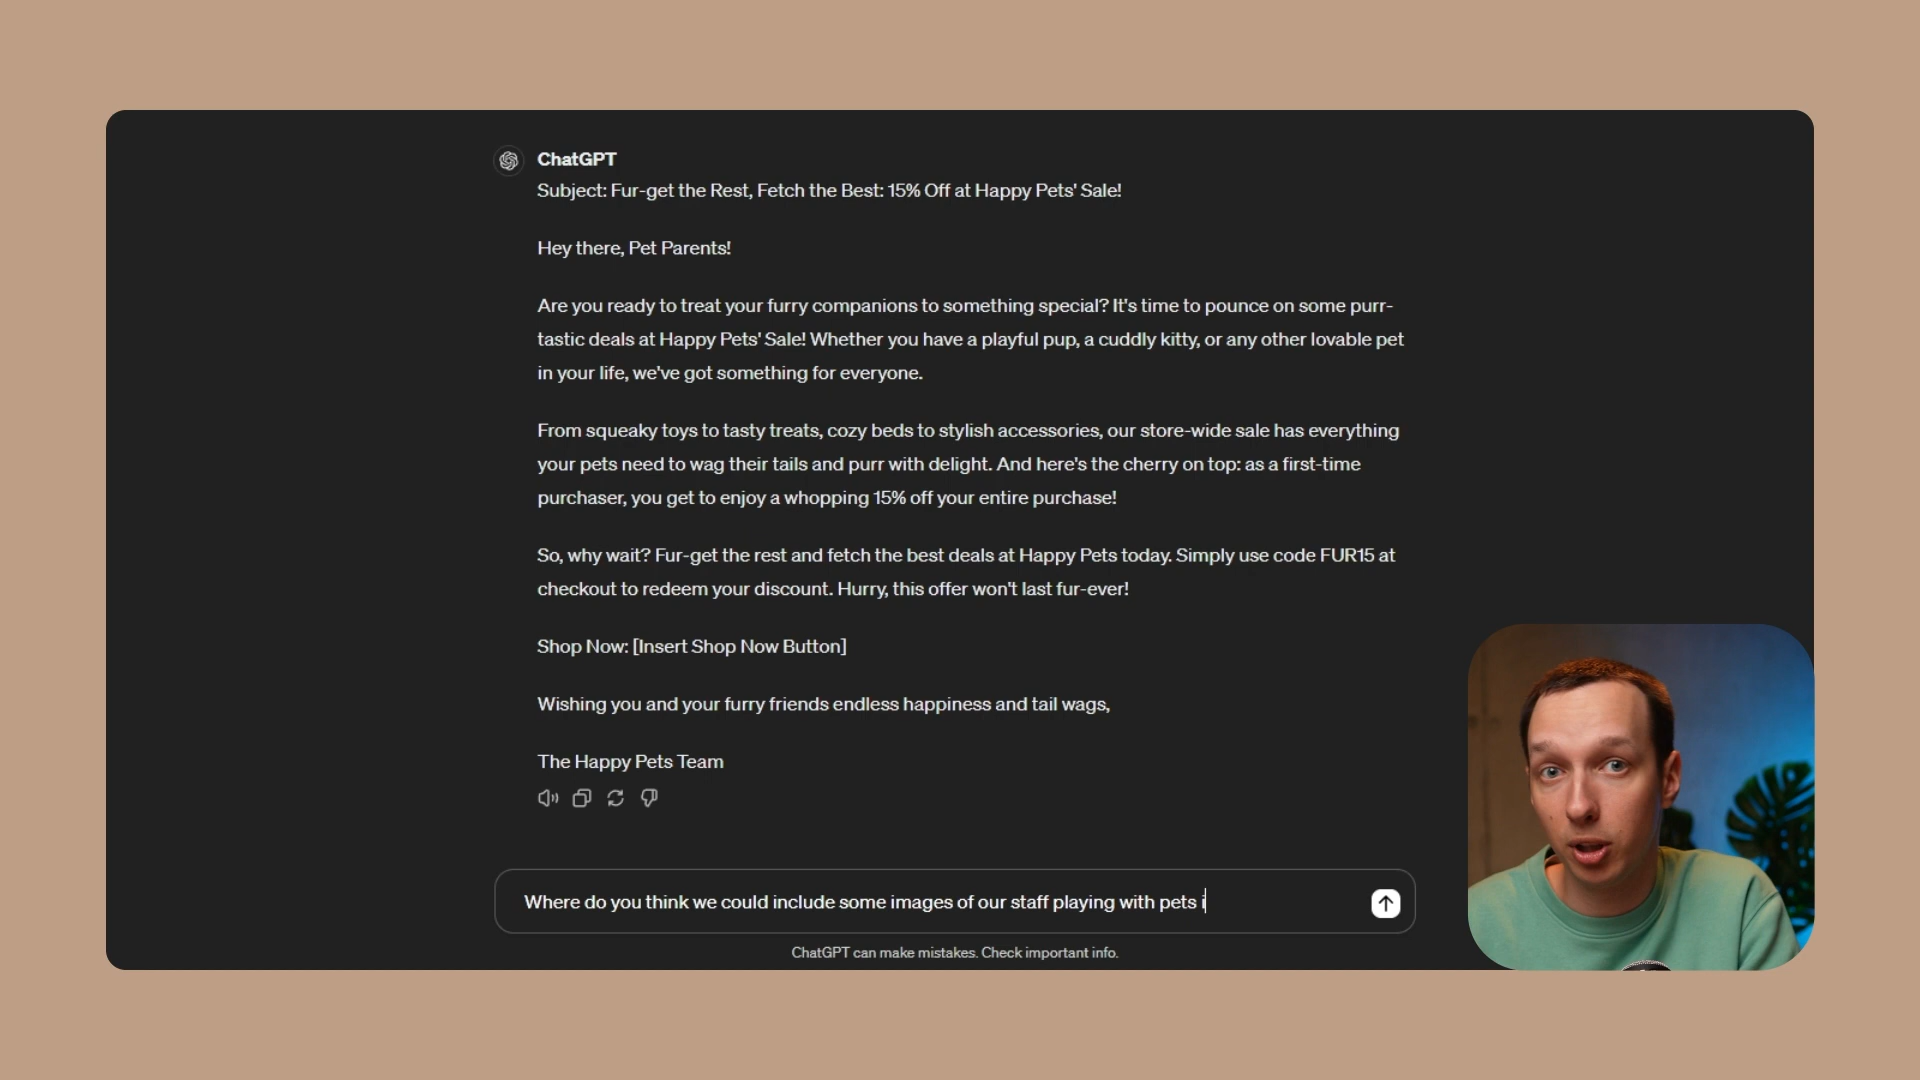 ChatGPT
Subject: Fur-get the Rest, Fetch the Best: 15% Off at Happy Pets' Sale!
Hey there, Pet Parents!
Are you ready to treat your furry companions to something special? It's time to pounce on some purr-
tastic deals at Happy Pets' Sale! Whether you have a playful pup, a cuddly kitty, or any other lovable pet
in your life, we've got something for everyone.
From squeaky toys to tasty treats, cozy beds to stylish accessories, our store-wide sale has everything
your pets need to wag their tails and purr with delight. And here's the cherry on top: as a first-time
purchaser, you get to enjoy a whopping 15% off your entire purchase!
So, why wait? Fur-get the rest and fetch the best deals at Happy Pets today. Simply use code FUR15 at
checkout to redeem your discount. Hurry, this offer won't last fur-ever!
Shop Now: [Insert Shop Now Button]
Wishing you and your furry friends endless happiness and tail wags,
The Happy Pets Team
Where do you think we could include some images of our staff playing with pets i
ChatGPT can make mistakes. Check important info.